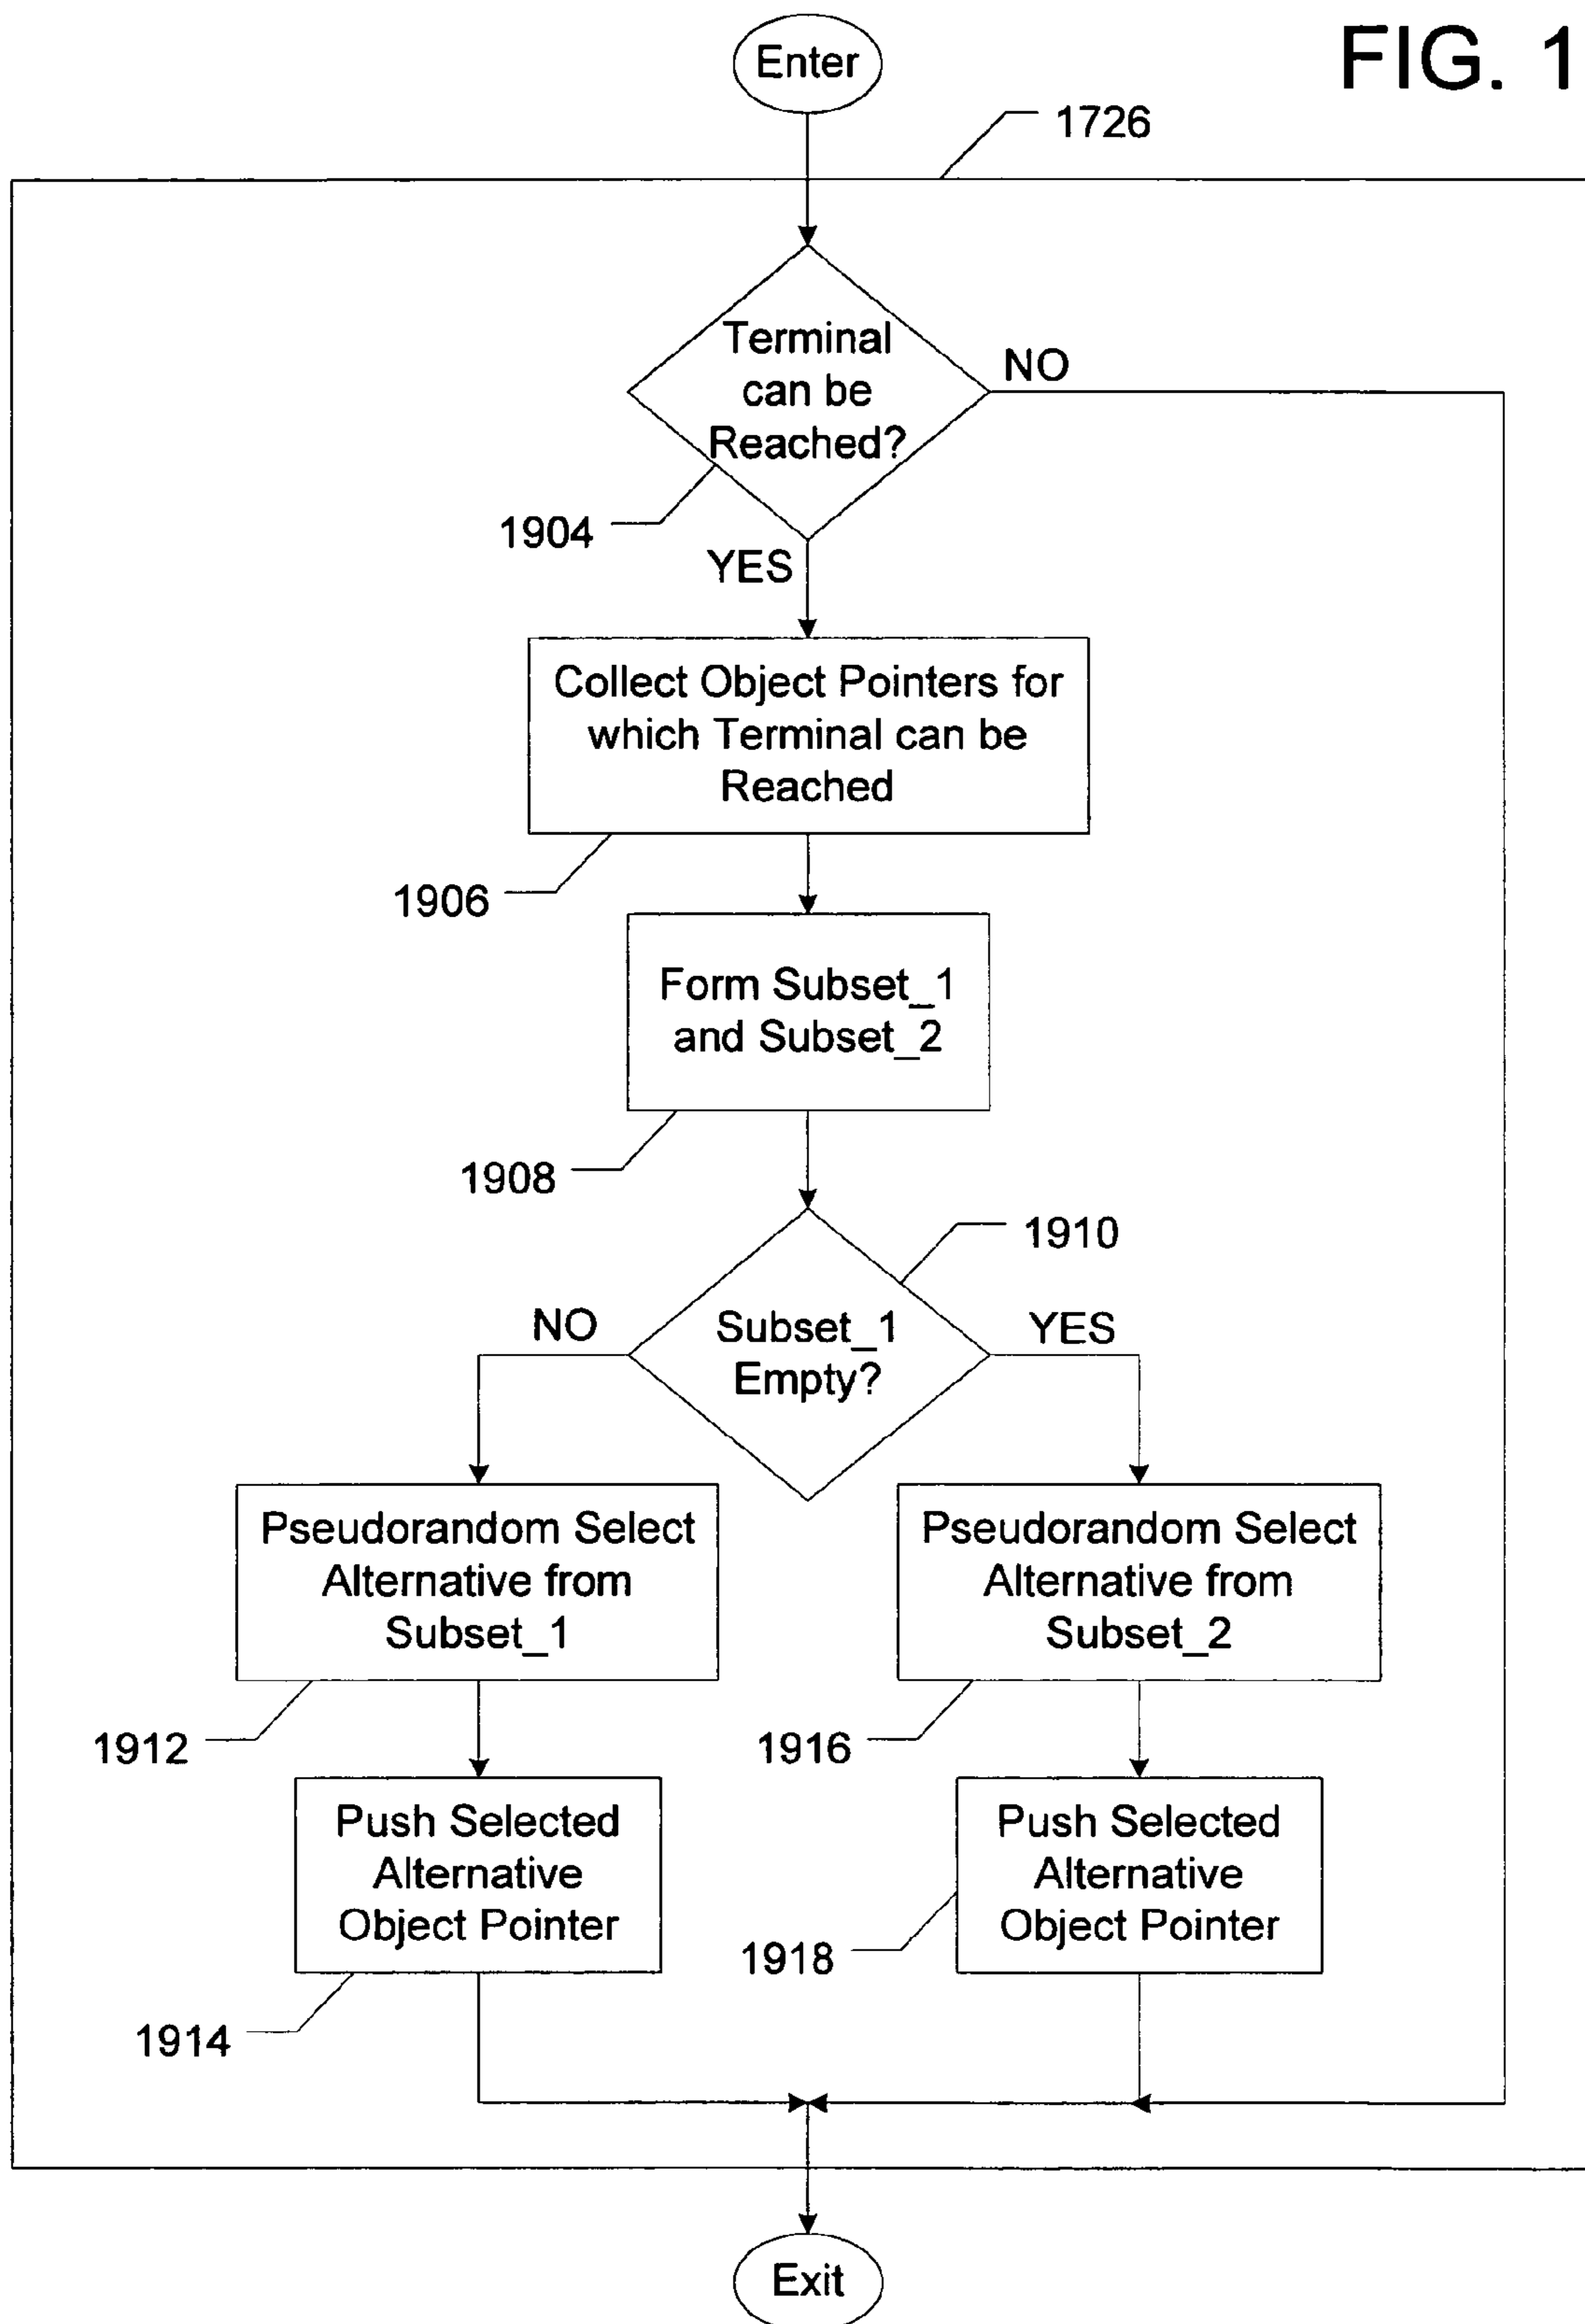 Enter
FIG. 1
1726
Terminal
can be
Reached?
NO
1904
YES
Collect Object Pointers for
which Terminal can be
Reached
1906
Form Subset_1
and Subset_2
1908
1910
NO
Subset_1
Empty?
YES
Pseudorandom Select
Alternative from
Subset_1
Pseudorandom Select
Alternative from
Subset_2
1912
1916
Push Selected
Alternative
Object Pointer
Push Selected
Alternative
Object Pointer
1918
1914
Exit